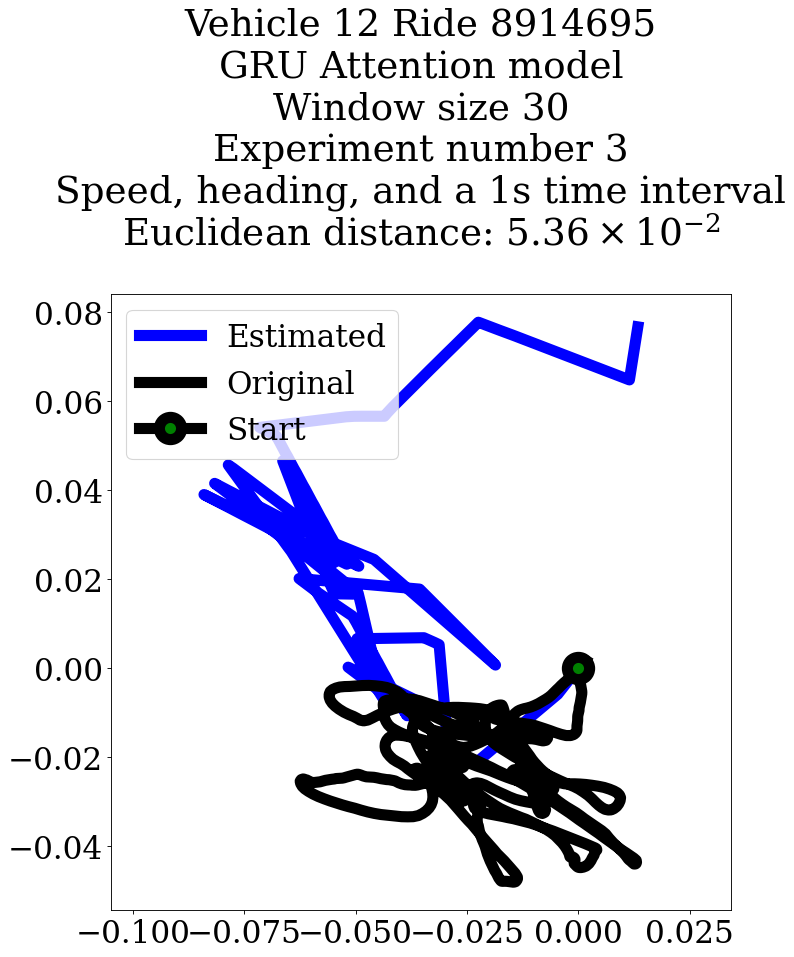 Vehicle 12 Ride 8914695
GRU Attention model
Window size 30
Experiment number 3
Speed, heading, and a 1s time interval
Euclidean distance: 5.36 × 10⁻²
0.08
0.06
0.04
0.02
0.00
−0.02
−0.04
Estimated
Original
Start
−0.100 −0.075 −0.050 −0.025 0.000 0.025